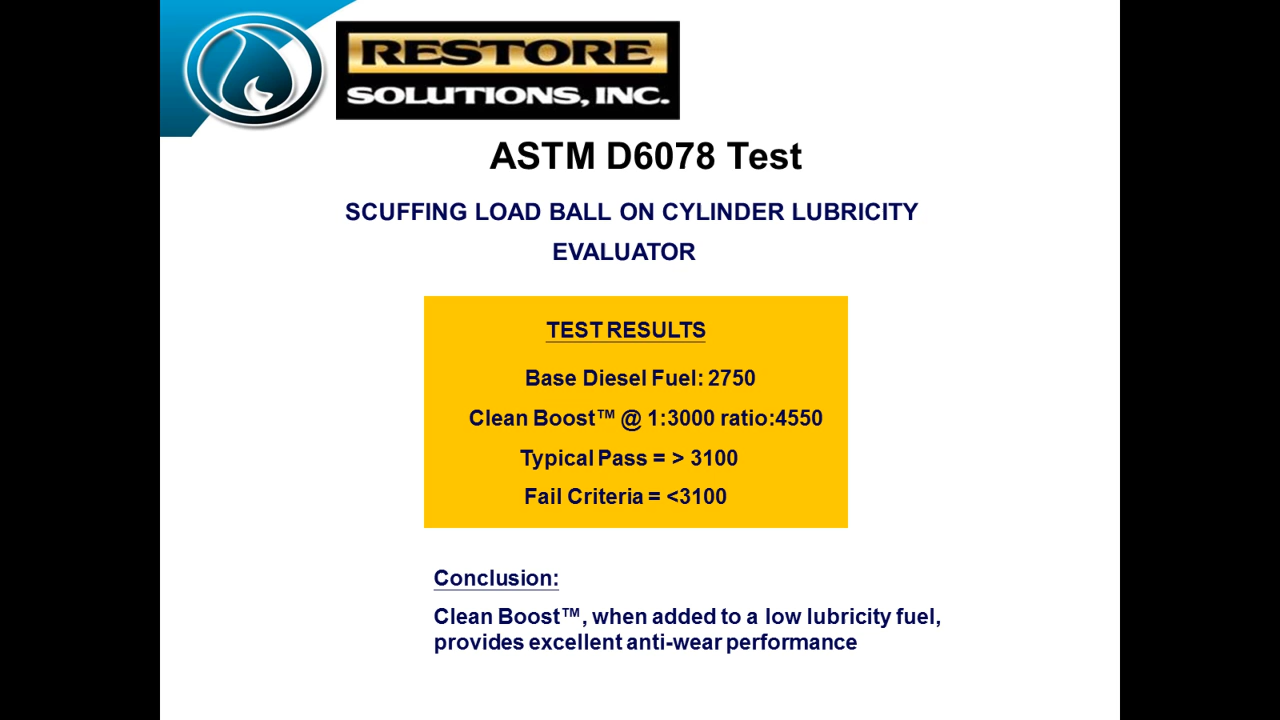 RESTORE
SOLUTIONS, INC.
ASTM D6078 Test
SCUFFING LOAD BALL ON CYLINDER LUBRICITY
EVALUATOR
TEST RESULTS
Base Diesel Fuel: 2750
Clean Boost™ @ 1:3000 ratio:4550
Typical Pass = > 3100
Fail Criteria = <3100
Conclusion:
Clean Boost™, when added to a low lubricity fuel,
provides excellent anti-wear performance